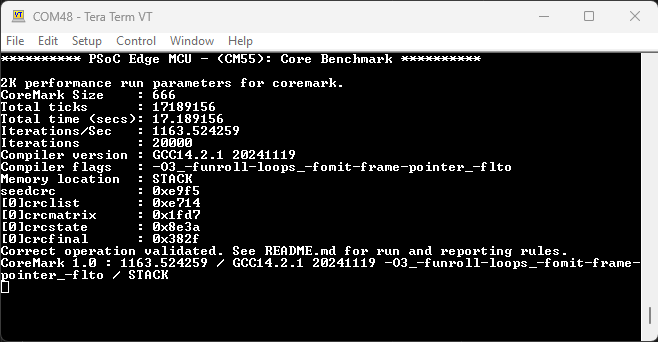 COM48 - Tera Term VT
File Edit Setup Control Window Help
********** PSoC Edge MCU - (CM55): Core Benchmark **********
2K performance run parameters for coremark.
CoreMark Size    : 666
Total ticks      : 17189156
Total time (secs): 17.189156
Iterations/Sec   : 1163.524259
Iterations       : 20000
Compiler version : GCC14.2.1 20241119
Compiler flags   : -O3_-funroll-loops_-fomit-frame-pointer_-flto
Memory location  : STACK
seedcrc          : 0xe9f5
[0]crclist       : 0xe714
[0]crcmatrix     : 0x1fd7
[0]crcstate      : 0x8e3a
[0]crcfinal      : 0x382f
Correct operation validated. See README.md for run and reporting rules.
CoreMark 1.0 : 1163.524259 / GCC14.2.1 20241119 -O3_-funroll-loops_-fomit-frame-
pointer_-flto / STACK